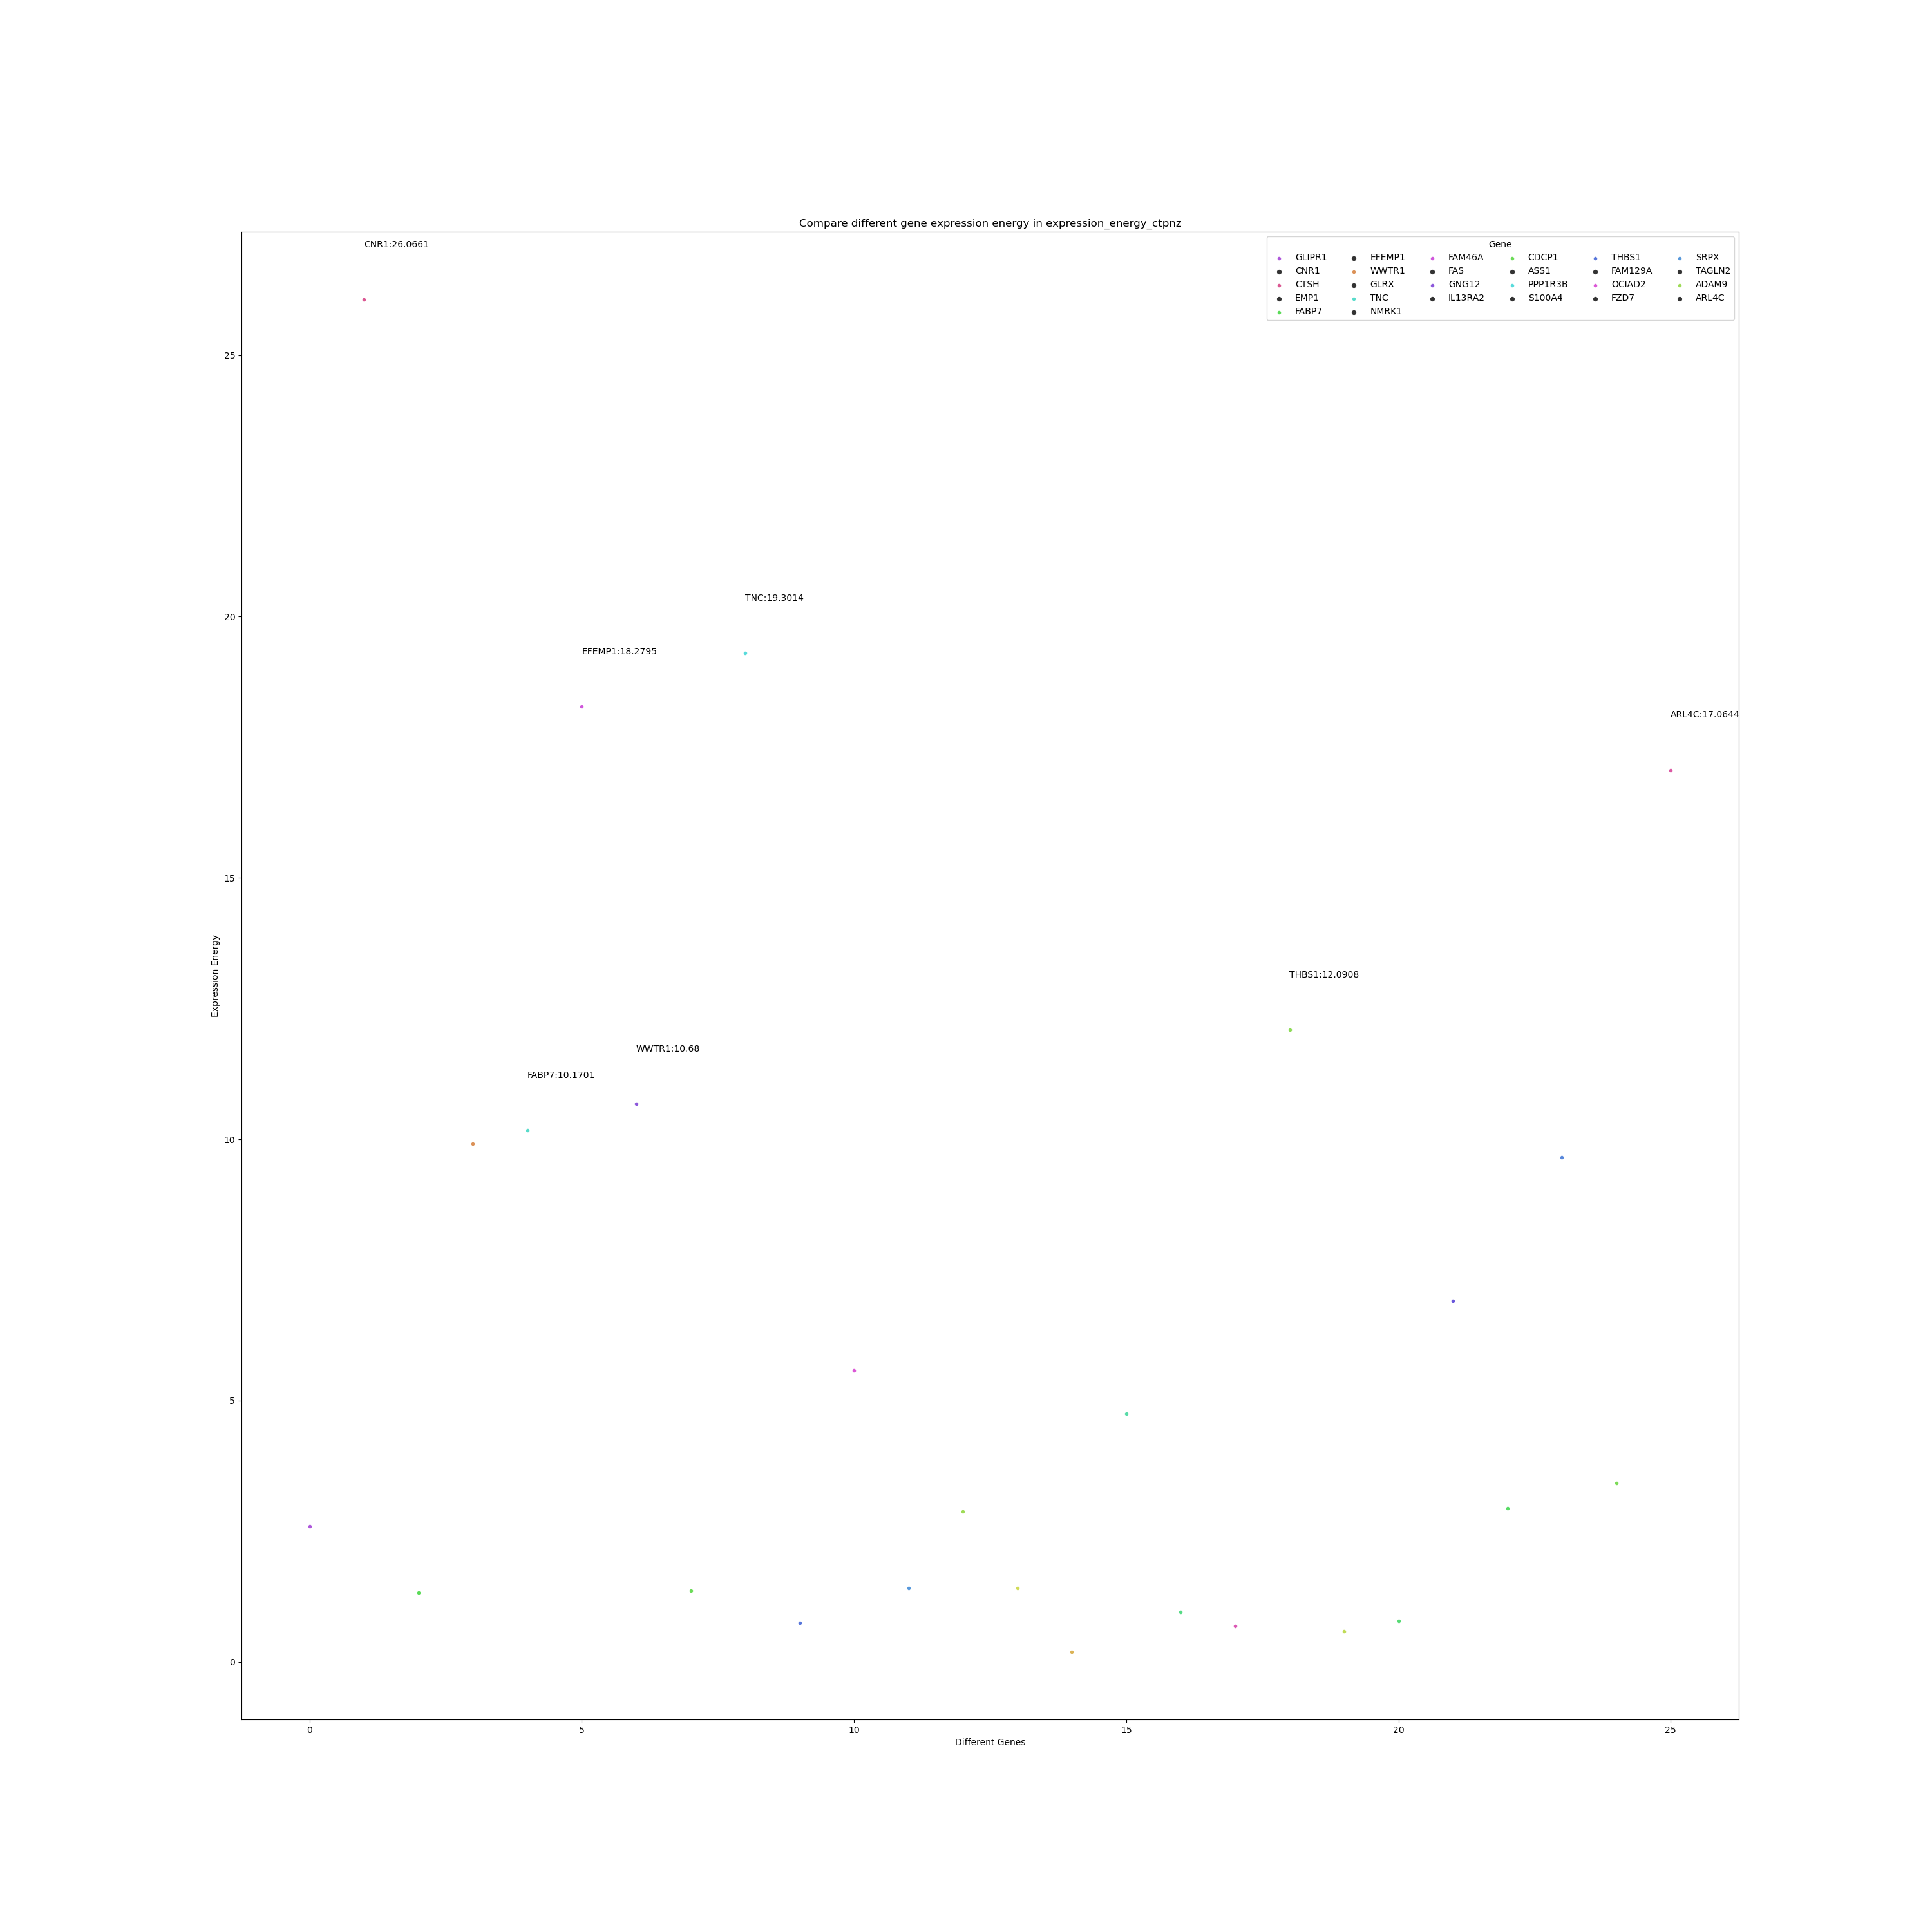 Compare different gene expression energy in expression_energy_ctpnz
CNR1:26.0661
Gene
GLIPR1 EFEMP1 FAM46A CDCP1 THBS1 SRPX
CNR1 WWTR1 FAS ASS1 FAM129A TAGLN2
CTSH GLRX GNG12 PPP1R3B OCIAD2 ADAM9
EMP1 TNC IL13RA2 S100A4 FZD7 ARL4C
FABP7 NMRK1
25
20
TNC:19.3014
EFEMP1:18.2795
ARL4C:17.0644
15
THBS1:12.0908
Expression Energy
WWTR1:10.68
FABP7:10.1701
10
5
0
0 5 10 15 20 25
Different Genes